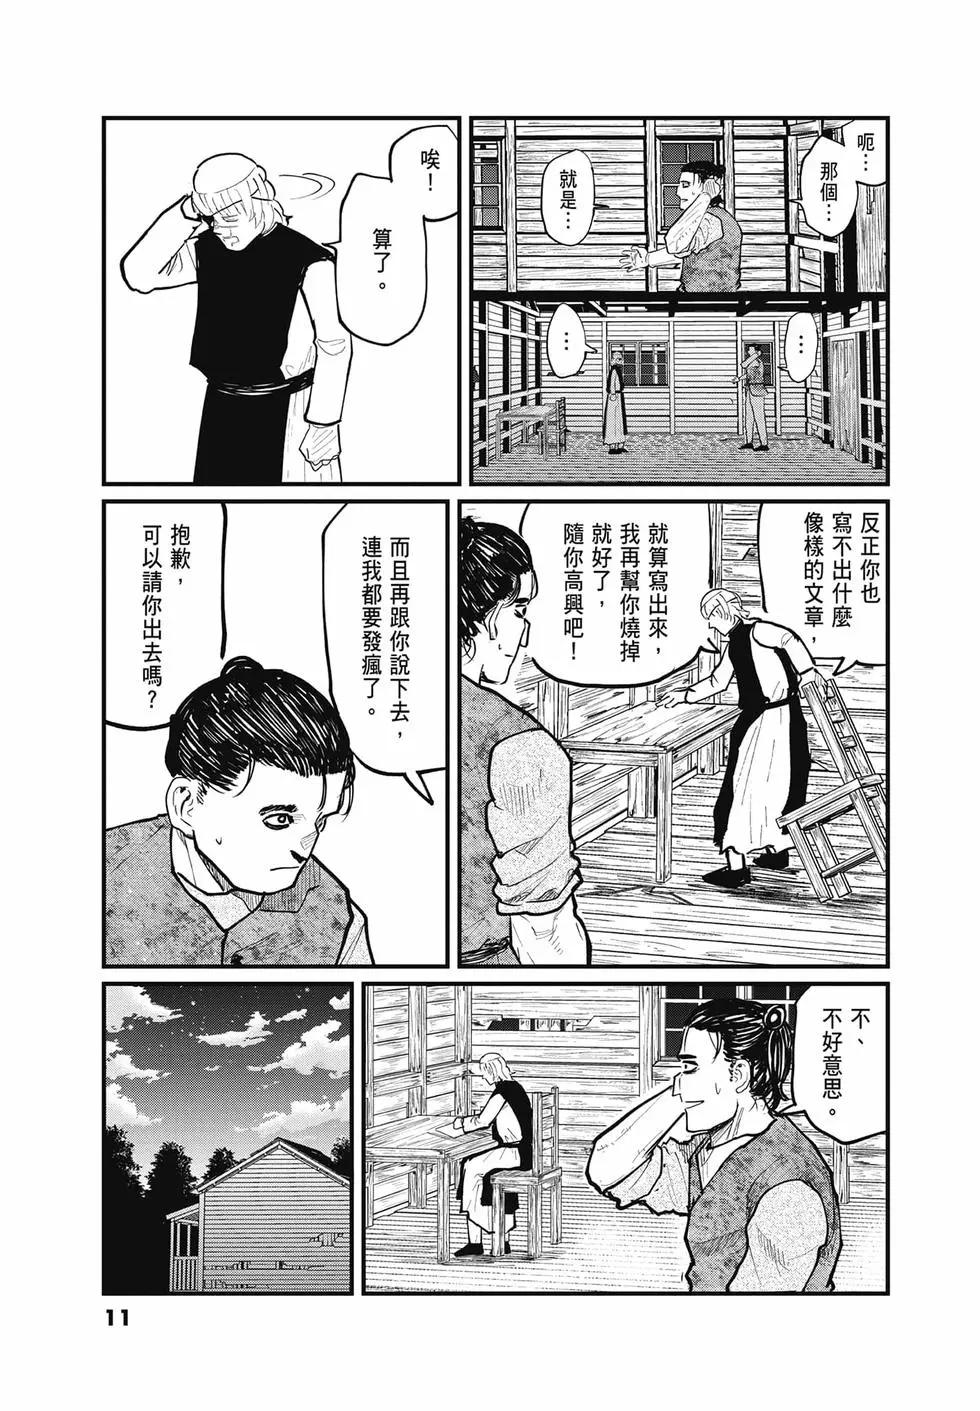 呃…
那個…
就是…
…
…
唉！
算了。
反正你也
寫不出什麼
像樣的文章，
就算寫出來，
我再幫你燒掉
就好了，
隨你高興吧！
而且再跟你說下去，
連我都要發瘋了。
抱歉，
可以請你出去嗎？
不、
不好意思。
11